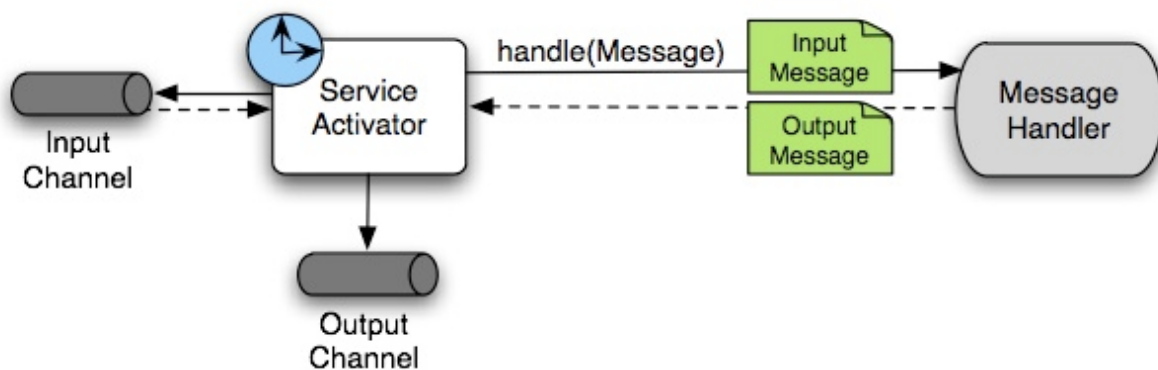 handle(Message)
Input
Message
Service
Activator
Message
Handler
Output
Message
Input
Channel
Output
Channel